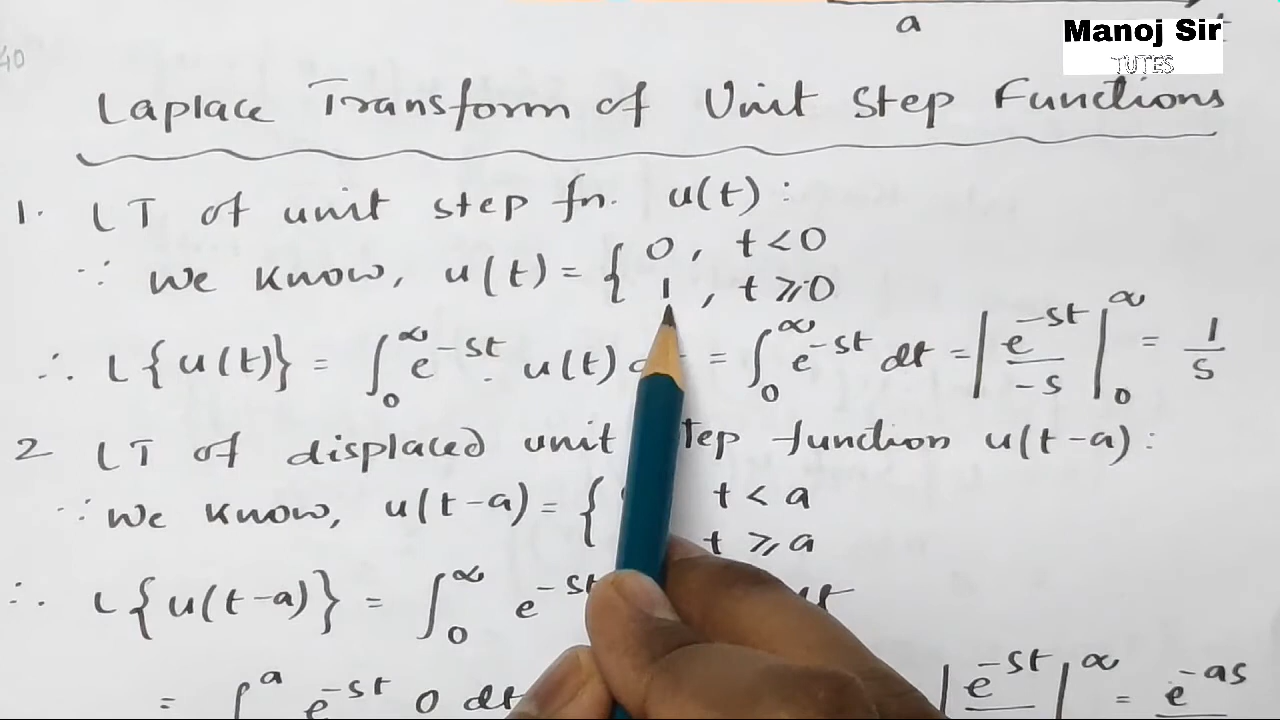 a
Manoj Sir
TUTES
40
Laplace Transform of Unit Step Functions
1. LT of unit step fn. u(t) :
∵ We know, u(t) = { 0, t < 0
1, t ⩾ 0
∴ L{u(t)} = ∫₀^∞ e^-st u(t) = ∫₀^∞ e^-st dt = | e^-st / -s |₀^∞ = 1/s
2 LT of displaced unit function u(t-a) :
∵ We know, u(t-a) = { t < a
t ⩾ a
∴ L{u(t-a)} = ∫₀^∞ e^-st
= ∫^a e^-st 0 dt | e^-st |^∞ = e^-as